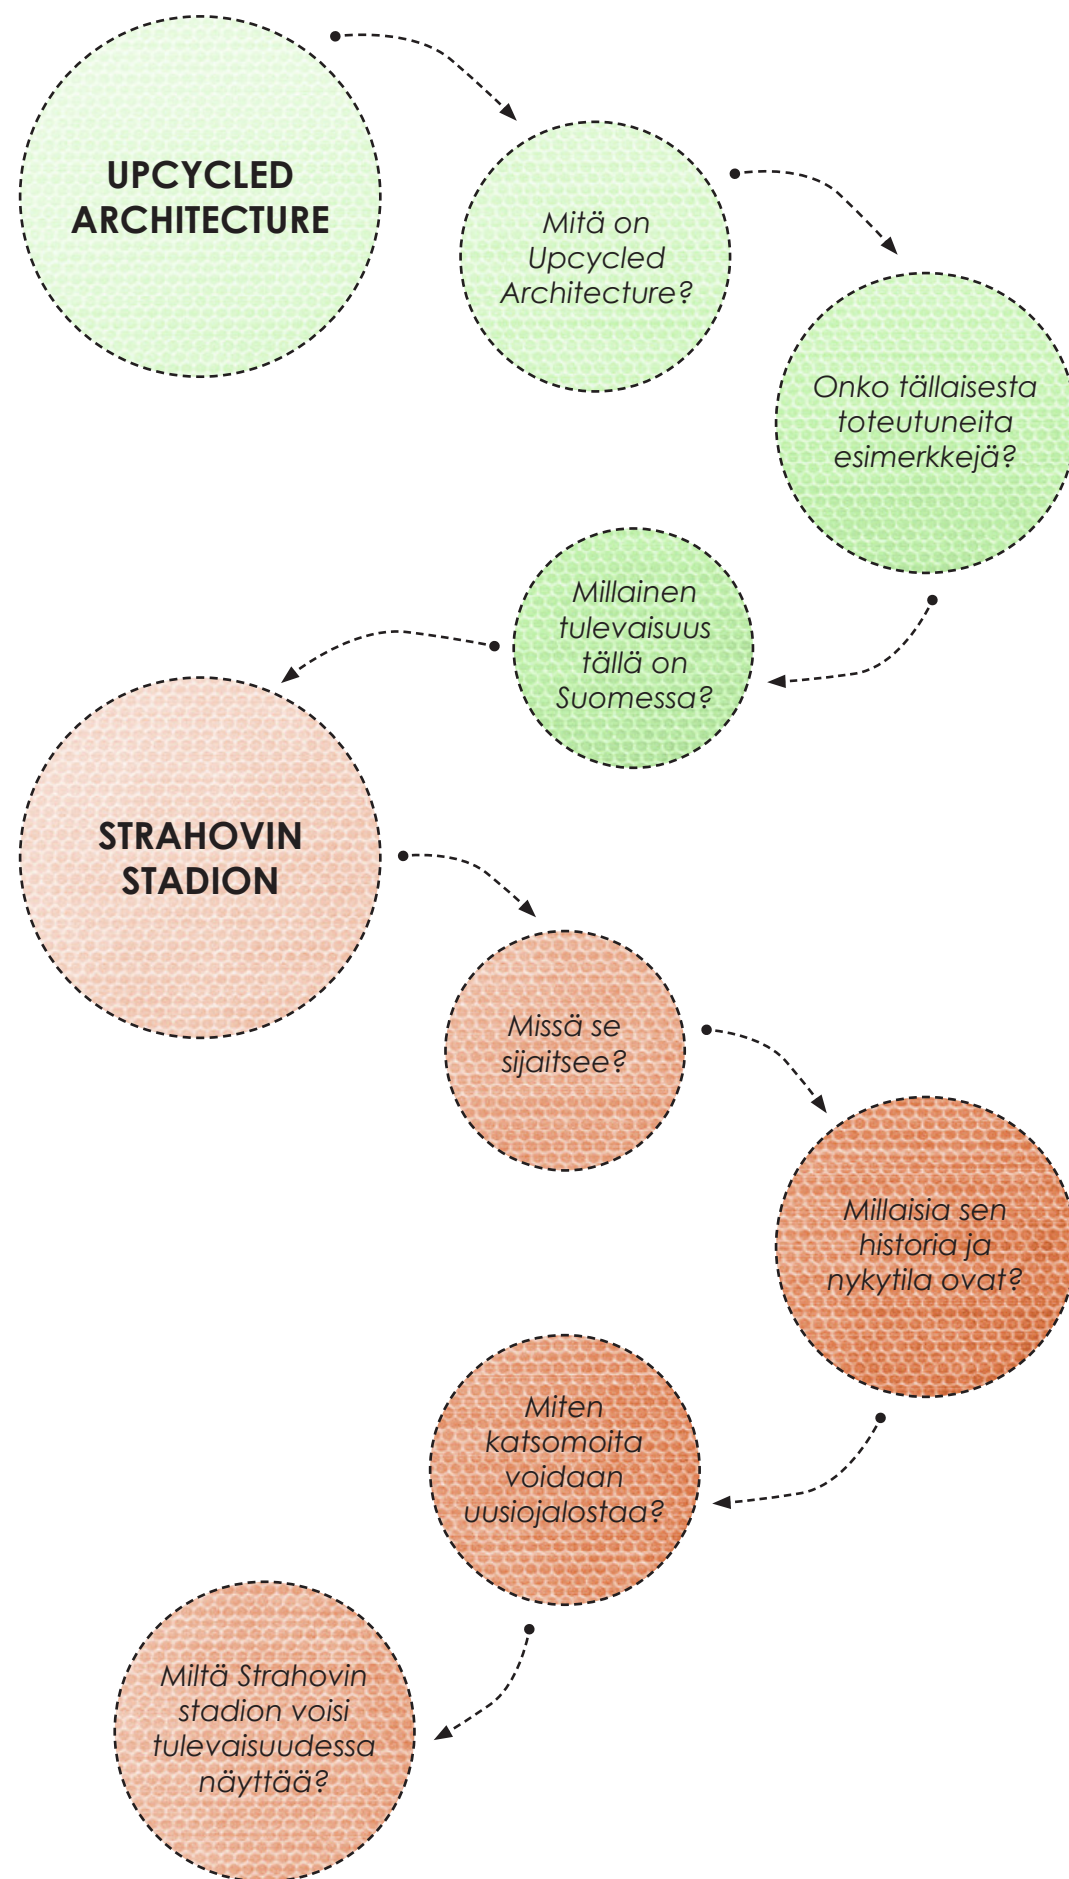 UPCYCLED
ARCHITECTURE
Mitä on
Upcycled
Architecture?
Onko tällaisesta
toteutuneita
esimerkkejä?
Millainen
tulevaisuus
tällä on
Suomessa?
STRAHOVIN
STADION
Missä se
sijaitsee?
Millaisia sen
historia ja
nykytila ovat?
Miten
katsomoita
voidaan
uusiojalostaa?
Miltä Strahovin
stadion voisi
tulevaisuudessa
näyttää?